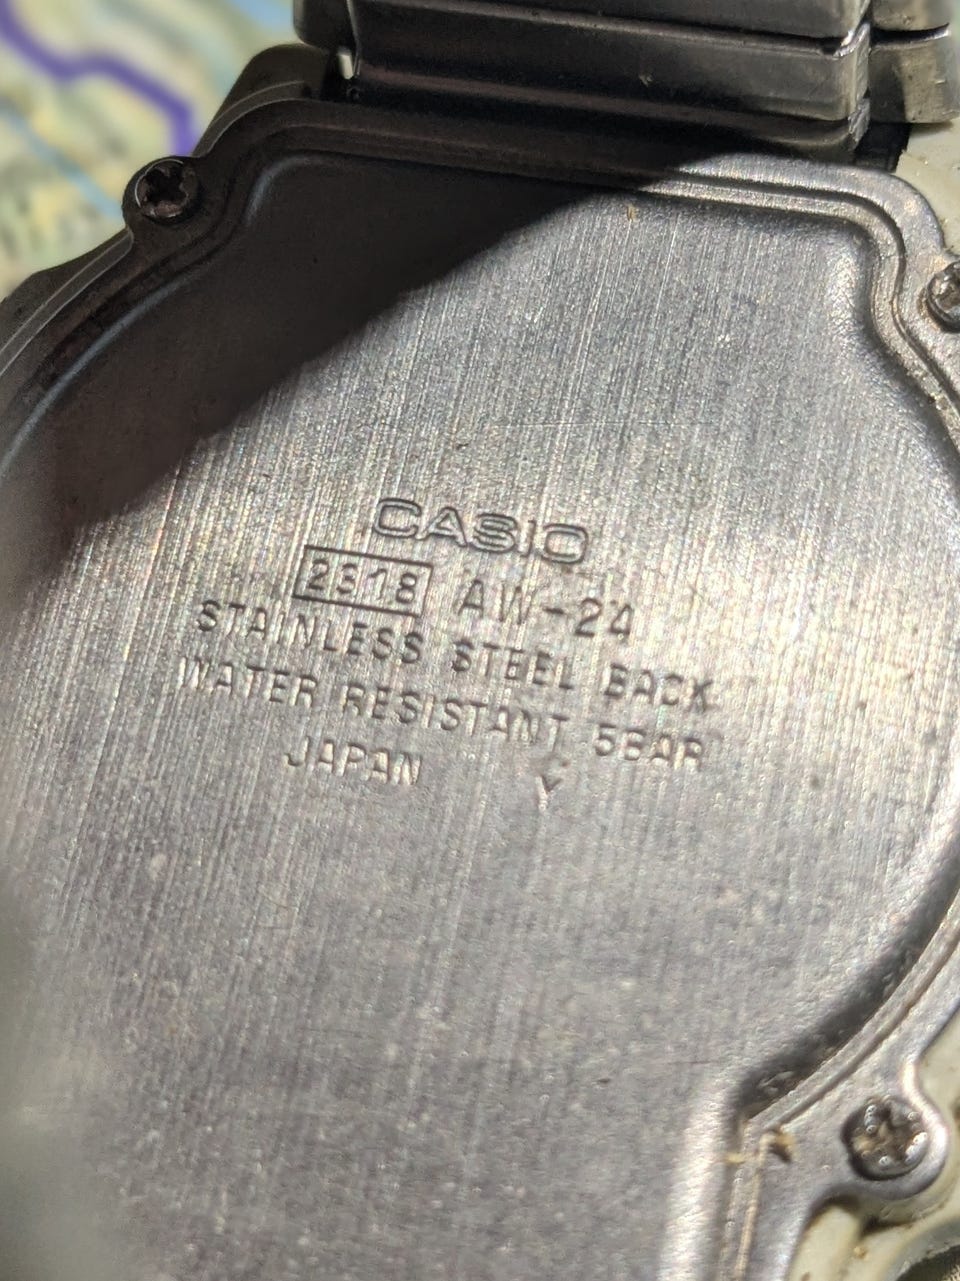 CASIO
2318 AW-24
STAINLESS STEEL BACK
WATER RESISTANT 5BAR
JAPAN Y